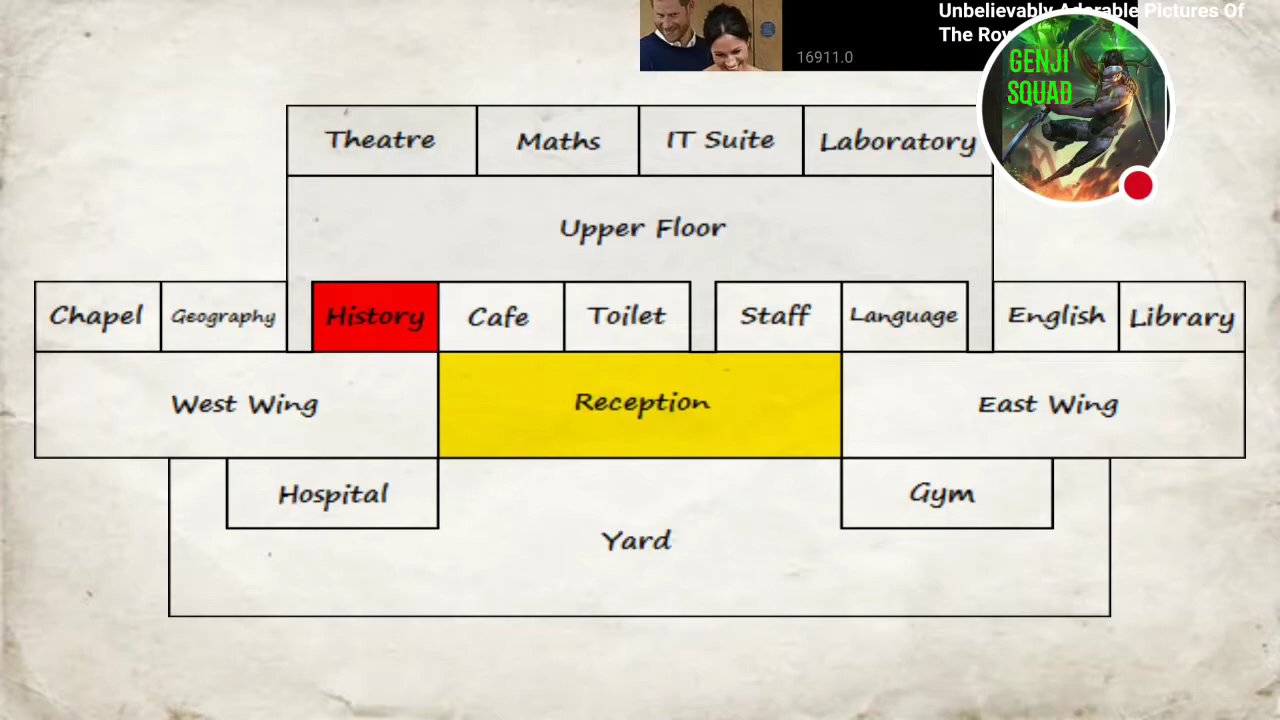 Unbelievably Adorable Pictures Of
The
16911.0
GENJI
SQUAD
Theatre
Maths
IT Suite
Laboratory
Upper Floor
Chapel
Geography
History
Cafe
Toilet
Staff
Language
English
Library
West Wing
Reception
East Wing
Hospital
Gym
Yard